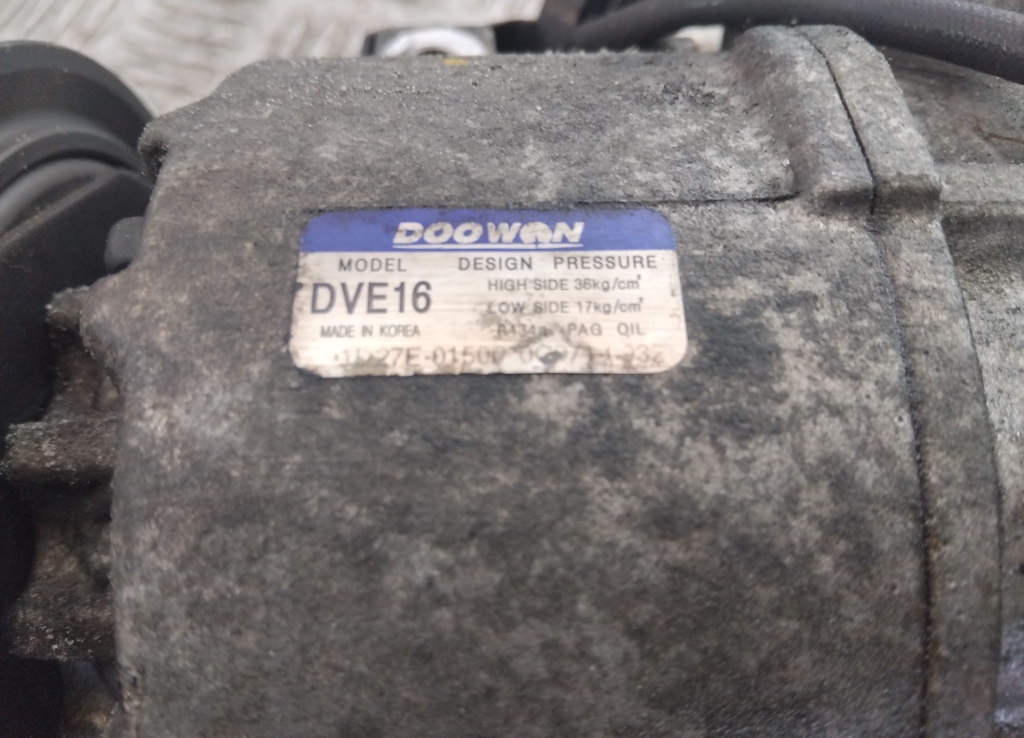 DOOWON
MODEL DESIGN PRESSURE
DVE16 HIGH SIDE 36kg/cm²
LOW SIDE 17kg/cm²
MADE IN KOREA PAG OIL